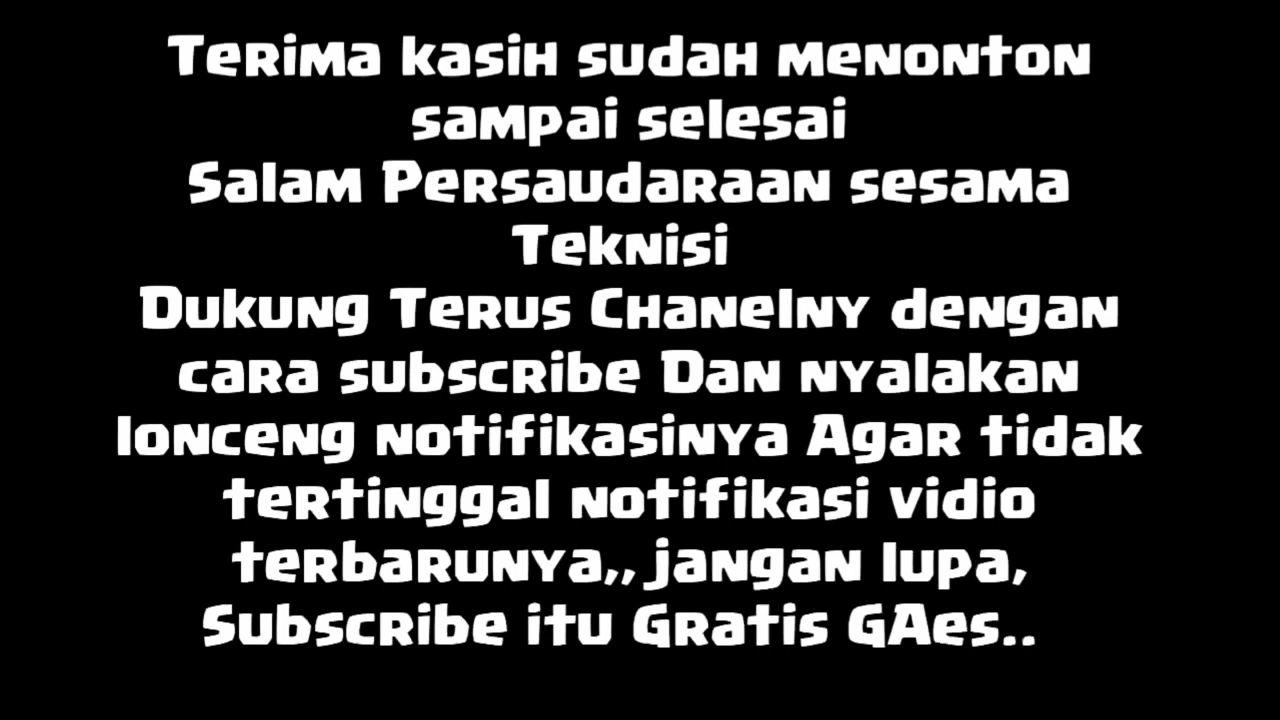 Terima kasih sudah menonton
sampai selesai
Salam Persaudaraan sesama
Teknisi
Dukung Terus Chanelny dengan
cara subscribe Dan nyalakan
lonceng notifikasinya Agar tidak
tertinggal notifikasi vidio
terbarunya,, jangan lupa,
Subscribe itu Gratis GAes..